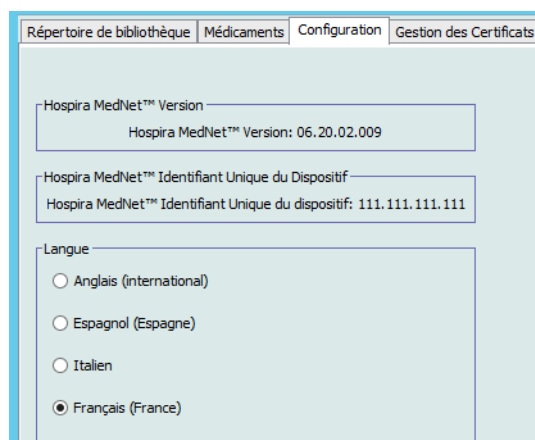 Répertoire de bibliothèque Médicaments Configuration Gestion des Certificats
Hospira MedNet™ Version
Hospira MedNet™ Version: 06.20.02.009
Hospira MedNet™ Identifiant Unique du Dispositif
Hospira MedNet™ Identifiant Unique du dispositif: 111.111.111.111
Langue
Anglais (international)
Espagnol (Espagne)
Italien
Français (France)